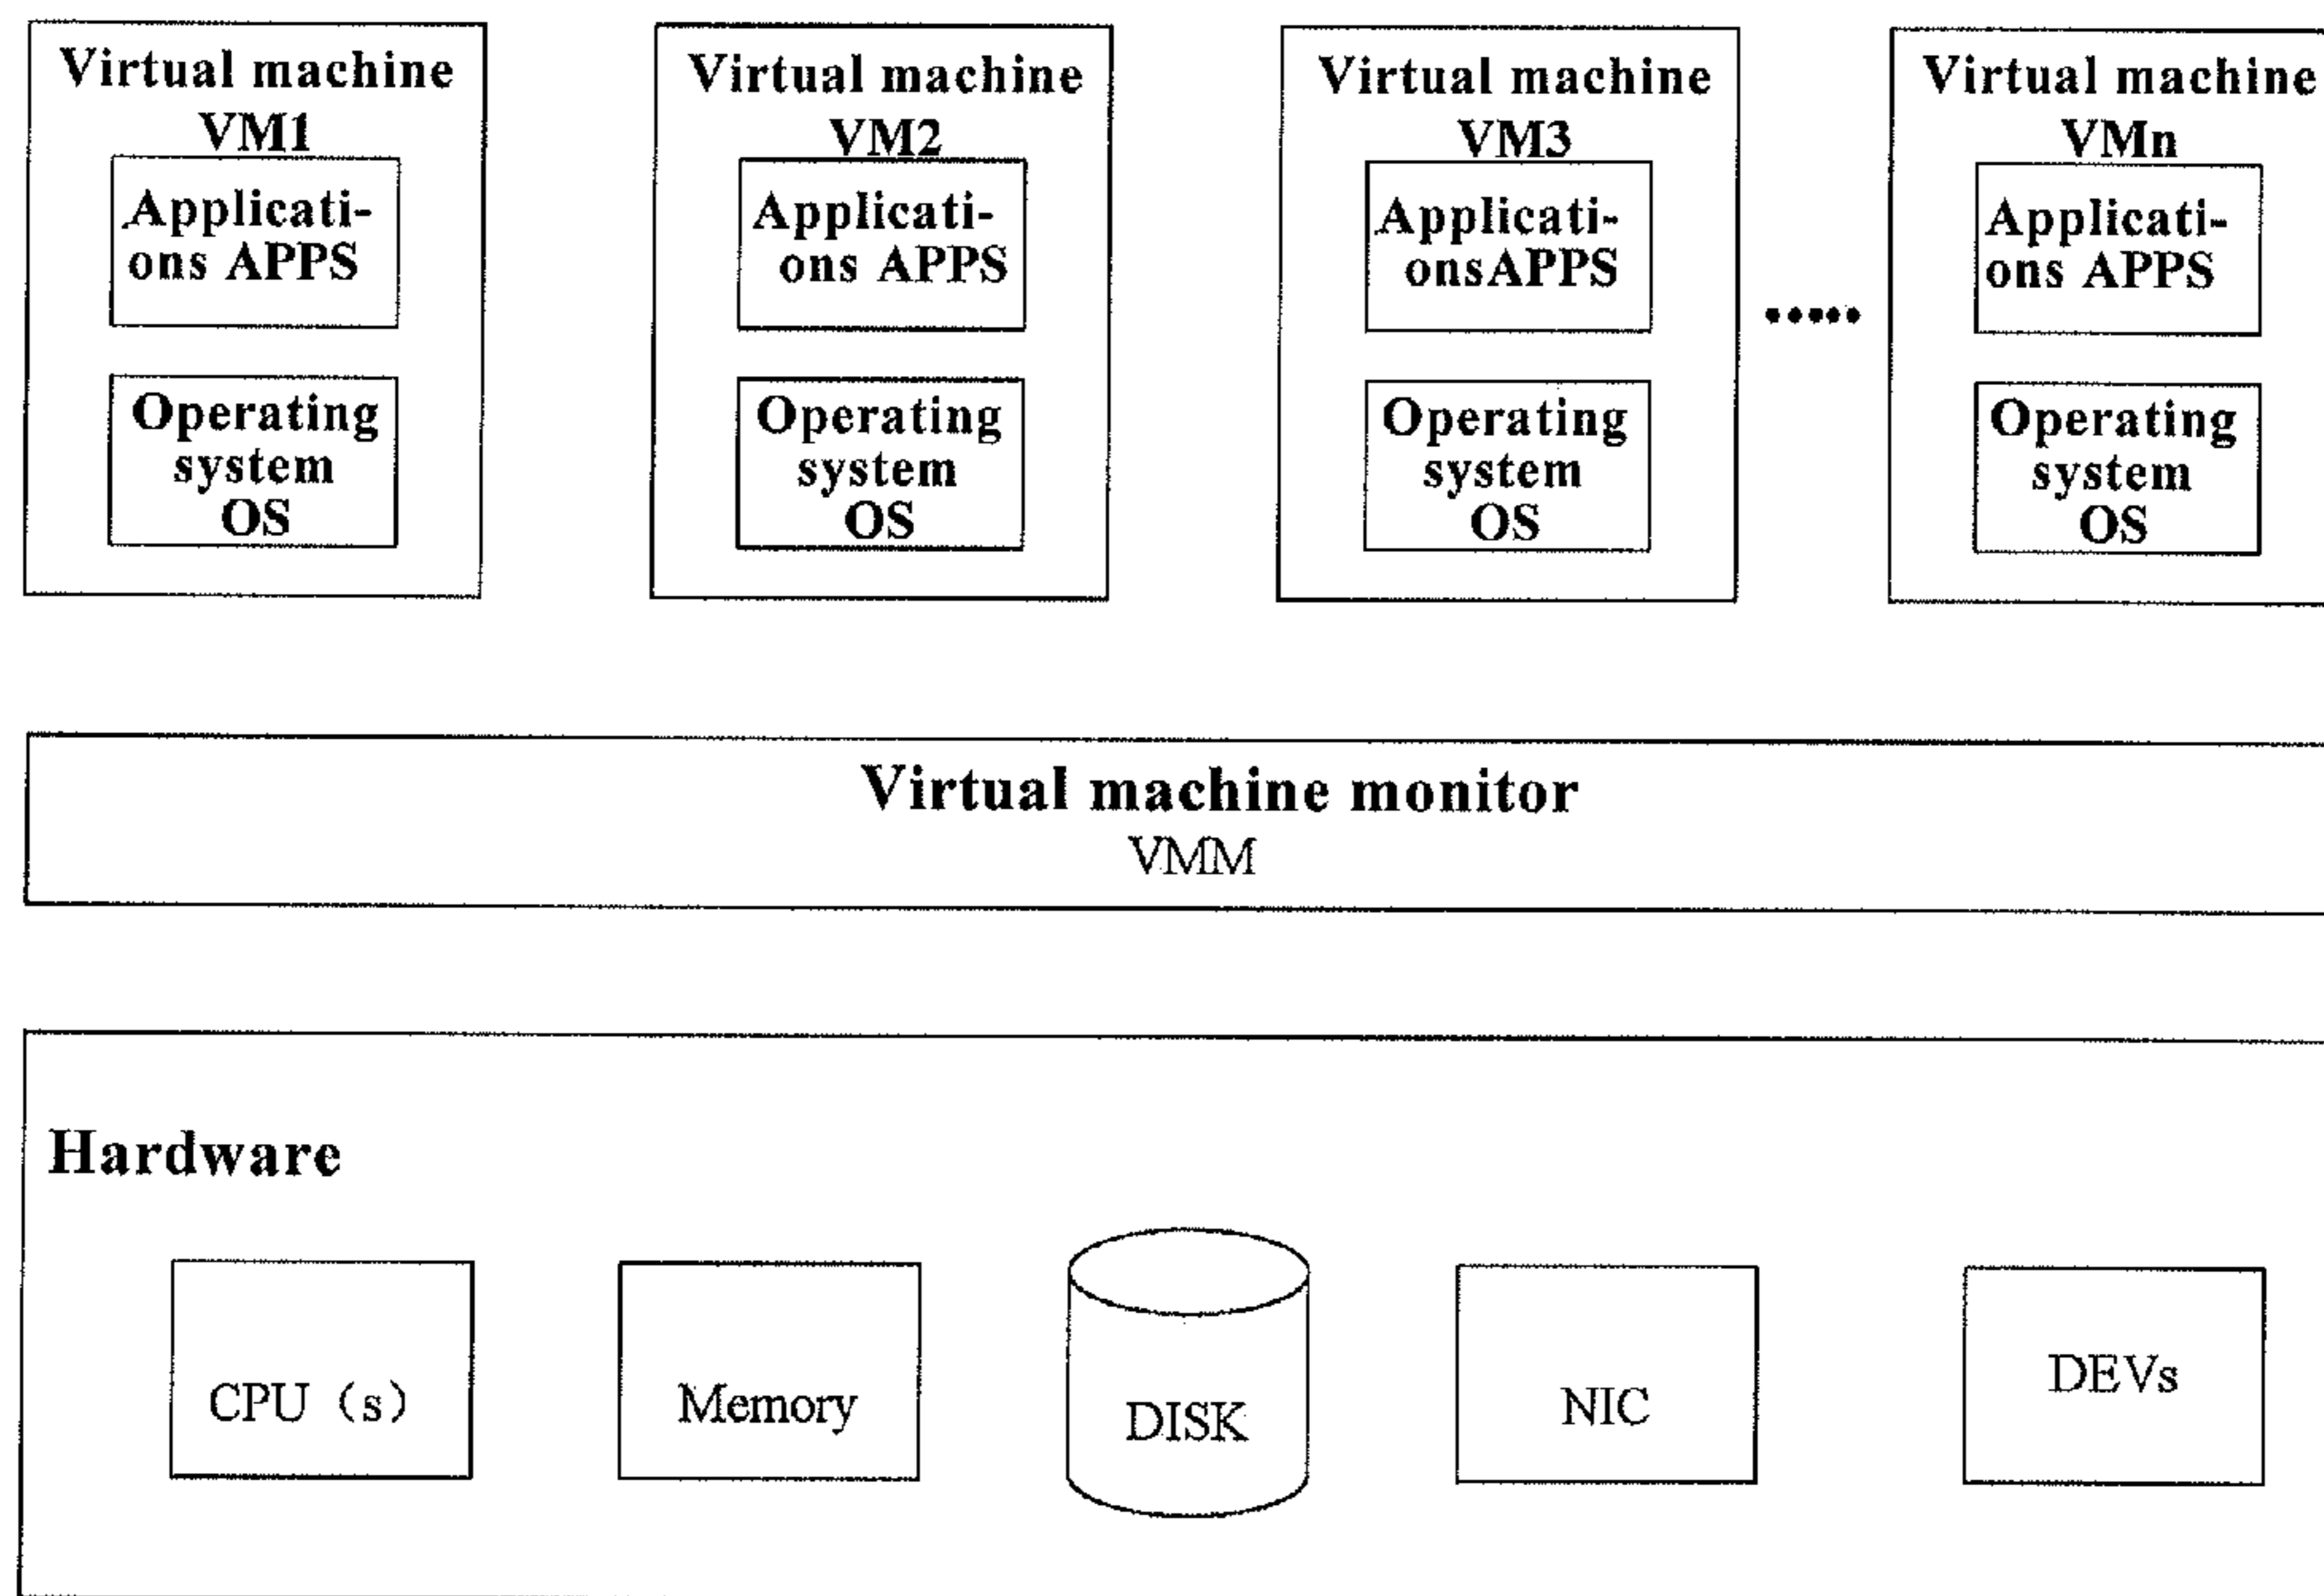 Virtual machine
VM1
Applicati-
ons APPS
Operating
system
OS
Virtual machine
VM2
Applicati-
ons APPS
Operating
system
OS
Virtual machine
VM3
Applicati-
onsAPPS
Operating
system
OS
.....
Virtual machine
VMn
Applicati-
ons APPS
Operating
system
OS
Virtual machine monitor
VMM
Hardware
CPU (s)
Memory
DISK
NIC
DEVs